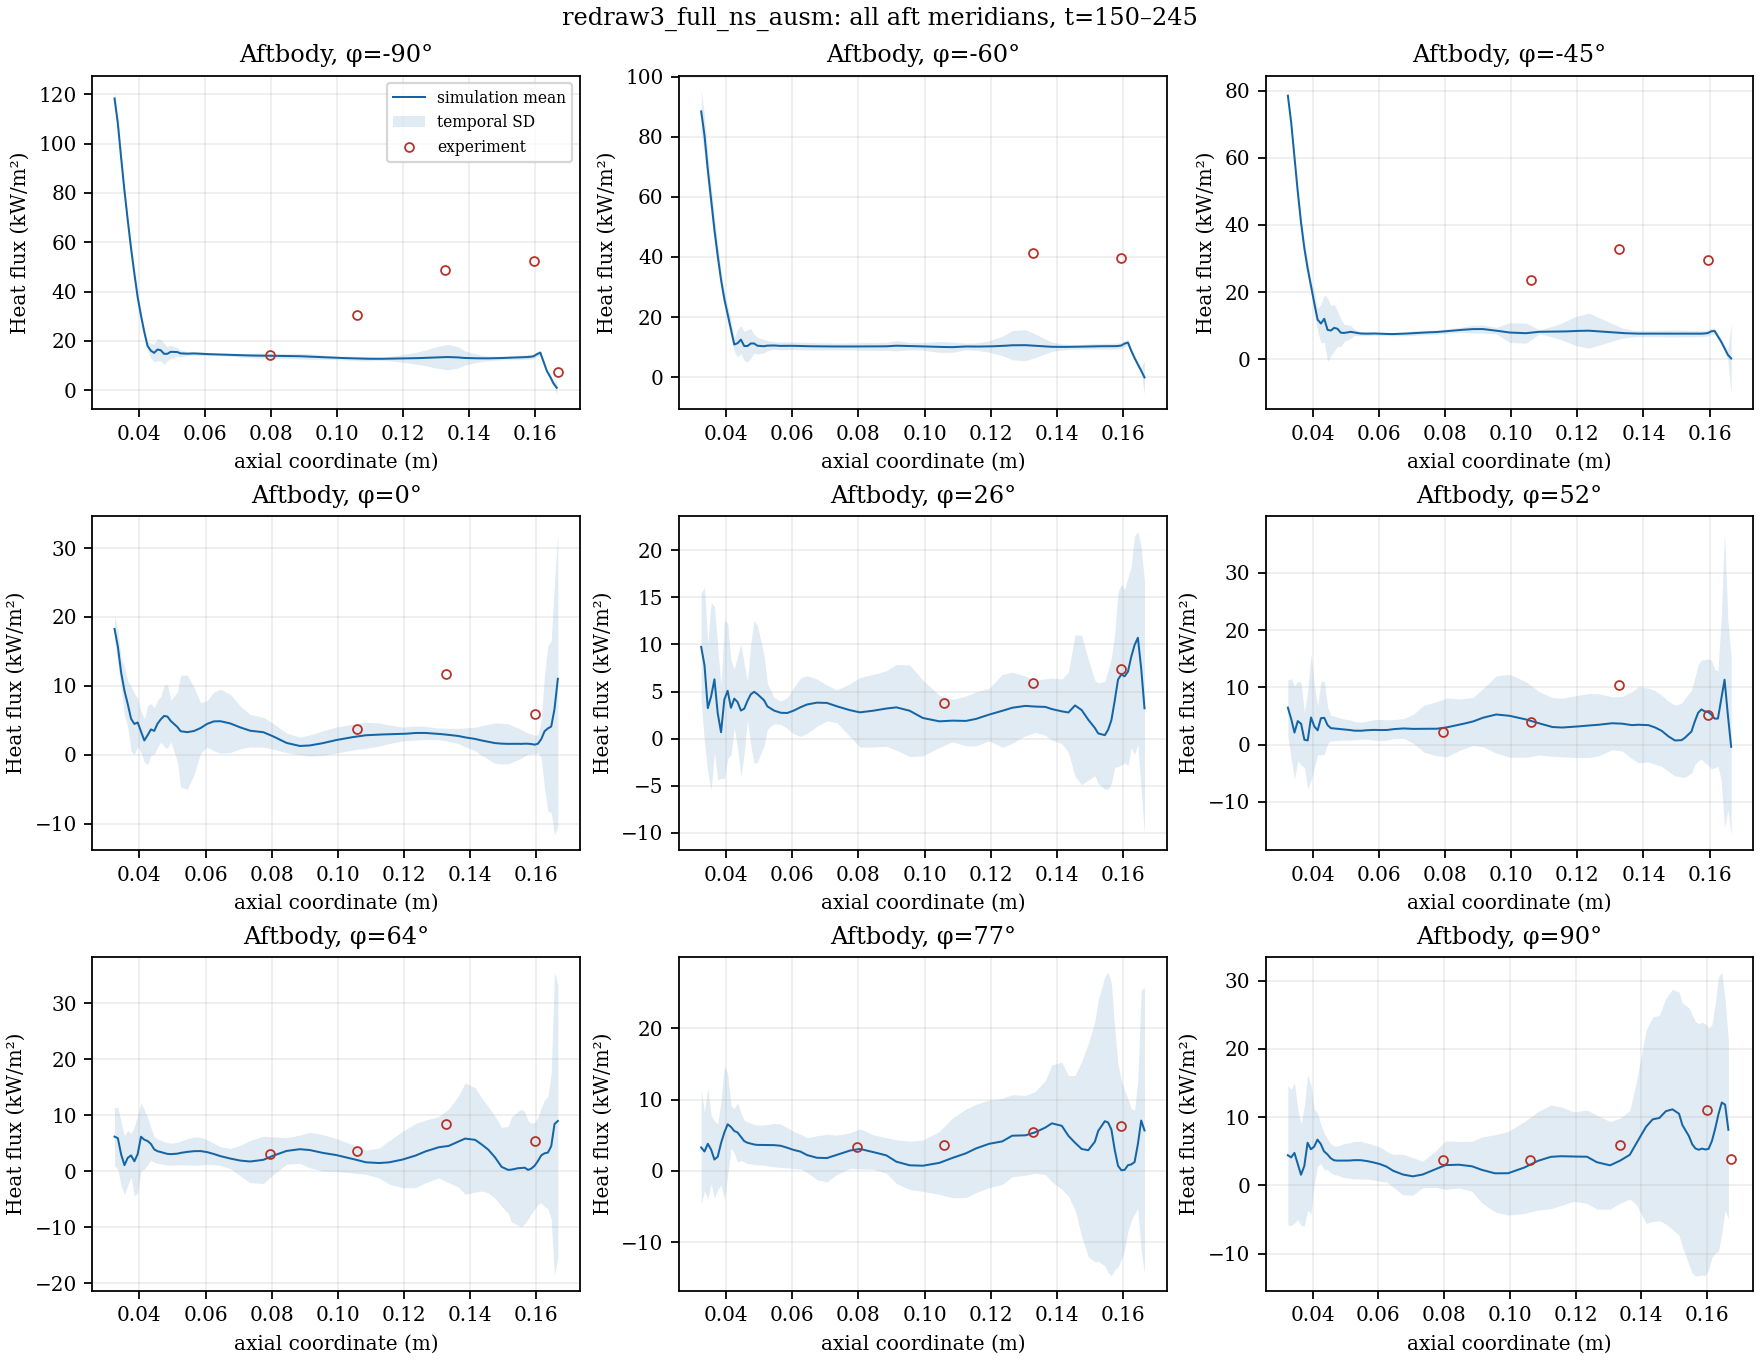 redraw3_full_ns_ausm: all aft meridians, t=150–245
Aftbody, φ=-90°
Heat flux (kW/m²)
120
100
80
60
40
20
0
simulation mean
temporal SD
experiment
0.04 0.06 0.08 0.10 0.12 0.14 0.16
axial coordinate (m)
Aftbody, φ=-60°
Heat flux (kW/m²)
100
80
60
40
20
0
0.04 0.06 0.08 0.10 0.12 0.14 0.16
axial coordinate (m)
Aftbody, φ=-45°
Heat flux (kW/m²)
80
60
40
20
0
0.04 0.06 0.08 0.10 0.12 0.14 0.16
axial coordinate (m)
Aftbody, φ=0°
Heat flux (kW/m²)
30
20
10
0
−10
0.04 0.06 0.08 0.10 0.12 0.14 0.16
axial coordinate (m)
Aftbody, φ=26°
Heat flux (kW/m²)
20
15
10
5
0
−5
−10
0.04 0.06 0.08 0.10 0.12 0.14 0.16
axial coordinate (m)
Aftbody, φ=52°
Heat flux (kW/m²)
30
20
10
0
−10
0.04 0.06 0.08 0.10 0.12 0.14 0.16
axial coordinate (m)
Aftbody, φ=64°
Heat flux (kW/m²)
30
20
10
0
−10
−20
0.04 0.06 0.08 0.10 0.12 0.14 0.16
axial coordinate (m)
Aftbody, φ=77°
Heat flux (kW/m²)
20
10
0
−10
0.04 0.06 0.08 0.10 0.12 0.14 0.16
axial coordinate (m)
Aftbody, φ=90°
Heat flux (kW/m²)
30
20
10
0
−10
0.04 0.06 0.08 0.10 0.12 0.14 0.16
axial coordinate (m)